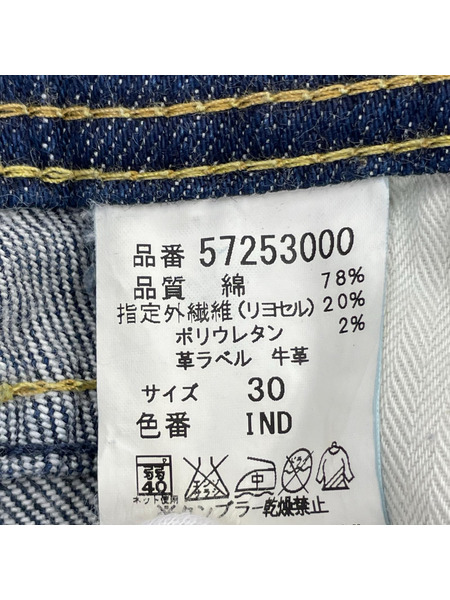 品番 57253000
品質 綿 78%
指定外繊維(リヨセル) 20%
ポリウレタン 2%
革ラベル 牛革
サイズ 30
色番 IND
弱 40 中
ネット使用
タンブラー乾燥禁止